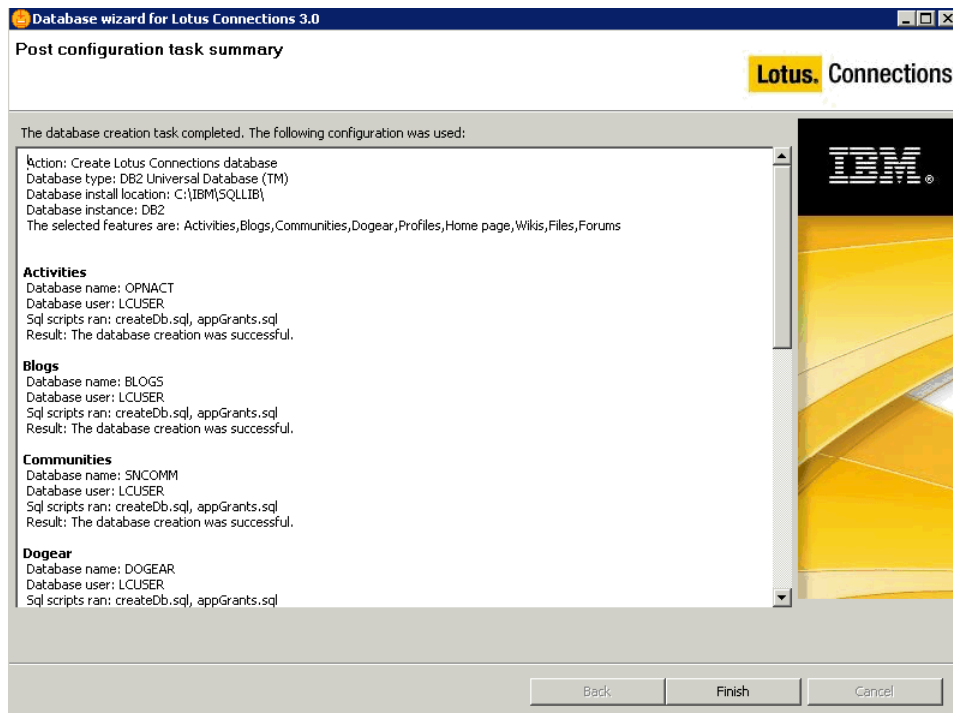 Database wizard for Lotus Connections 3.0
Post configuration task summary
Lotus. Connections
The database creation task completed. The following configuration was used:
Action: Create Lotus Connections database
Database type: DB2 Universal Database (TM)
Database install location: C:\IBM\SQLLIB\
Database instance: DB2
The selected features are: Activities,Blogs,Communities,Dogear,Profiles,Home page,Wikis,Files,Forums
Activities
Database name: OPNACT
Database user: LCUSER
Sql scripts ran: createDb.sql, appGrants.sql
Result: The database creation was successful.
Blogs
Database name: BLOGS
Database user: LCUSER
Sql scripts ran: createDb.sql, appGrants.sql
Result: The database creation was successful.
Communities
Database name: SNCOMM
Database user: LCUSER
Sql scripts ran: createDb.sql, appGrants.sql
Result: The database creation was successful.
Dogear
Database name: DOGEAR
Database user: LCUSER
Sql scripts ran: createDb.sql, appGrants.sql
IBM®
Back
Finish
Cancel